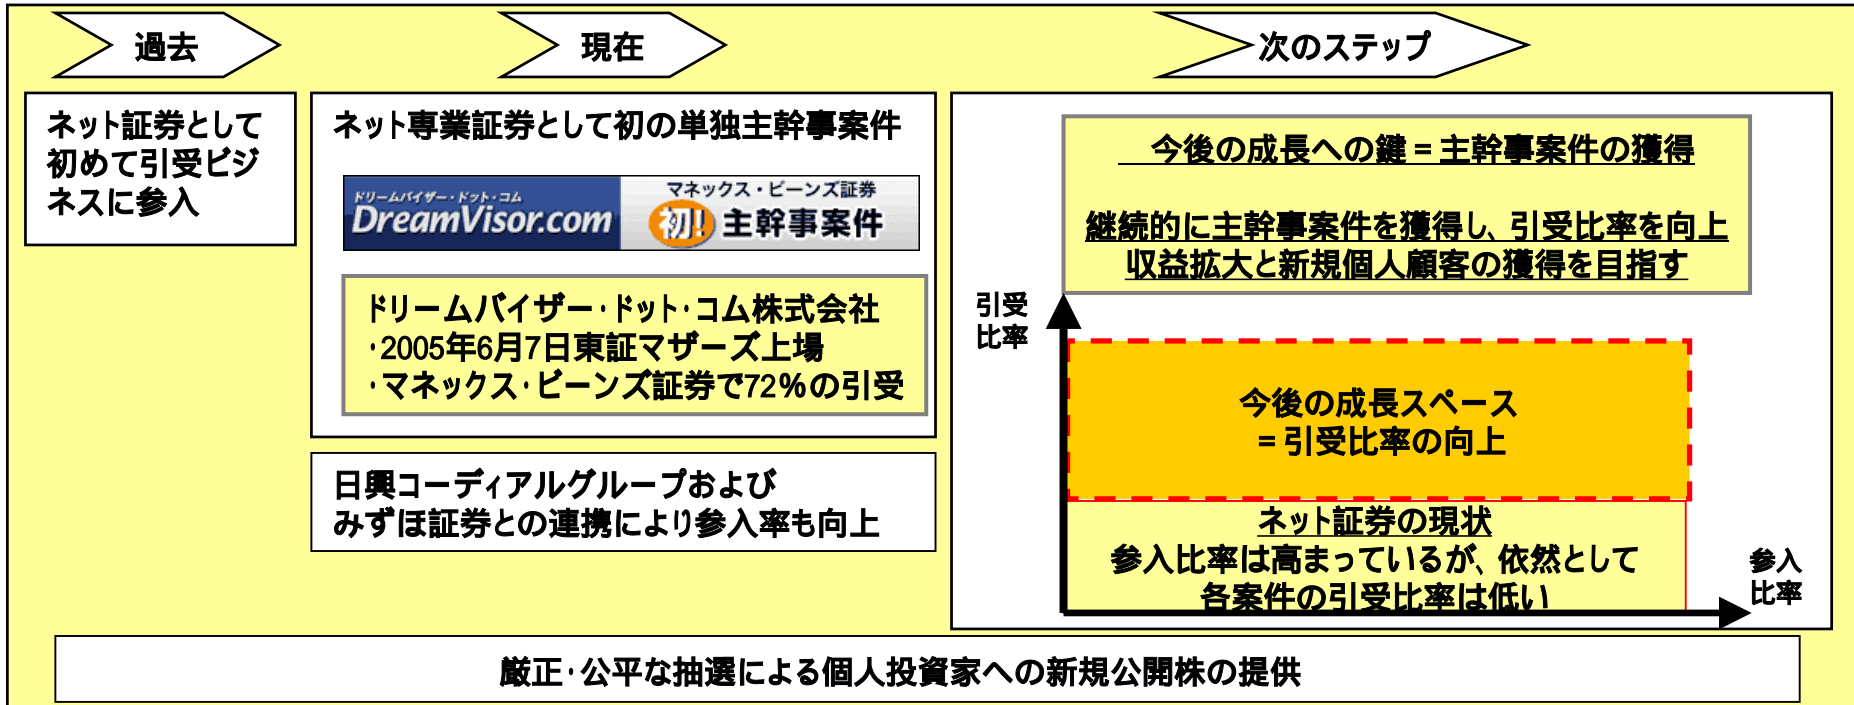 過去
現在
次のステップ
ネット証券として
初めて引受ビジ
ネスに参入
ネット専業証券として初の単独主幹事案件
ドリームバイザー・ドット・コム
DreamVisor.com
マネックス・ビーンズ証券
初!主幹事案件
ドリームバイザー・ドット・コム株式会社
・2005年6月7日東証マザーズ上場
・マネックス・ビーンズ証券で72%の引受
日興コーディアルグループおよび
みずほ証券との連携により参入率も向上
今後の成長への鍵=主幹事案件の獲得
継続的に主幹事案件を獲得し、引受比率を向上
収益拡大と新規個人顧客の獲得を目指す
引受
比率
今後の成長スペース
=引受比率の向上
ネット証券の現状
参入比率は高まっているが、依然として
各案件の引受比率は低い
参入
比率
厳正・公平な抽選による個人投資家への新規公開株の提供